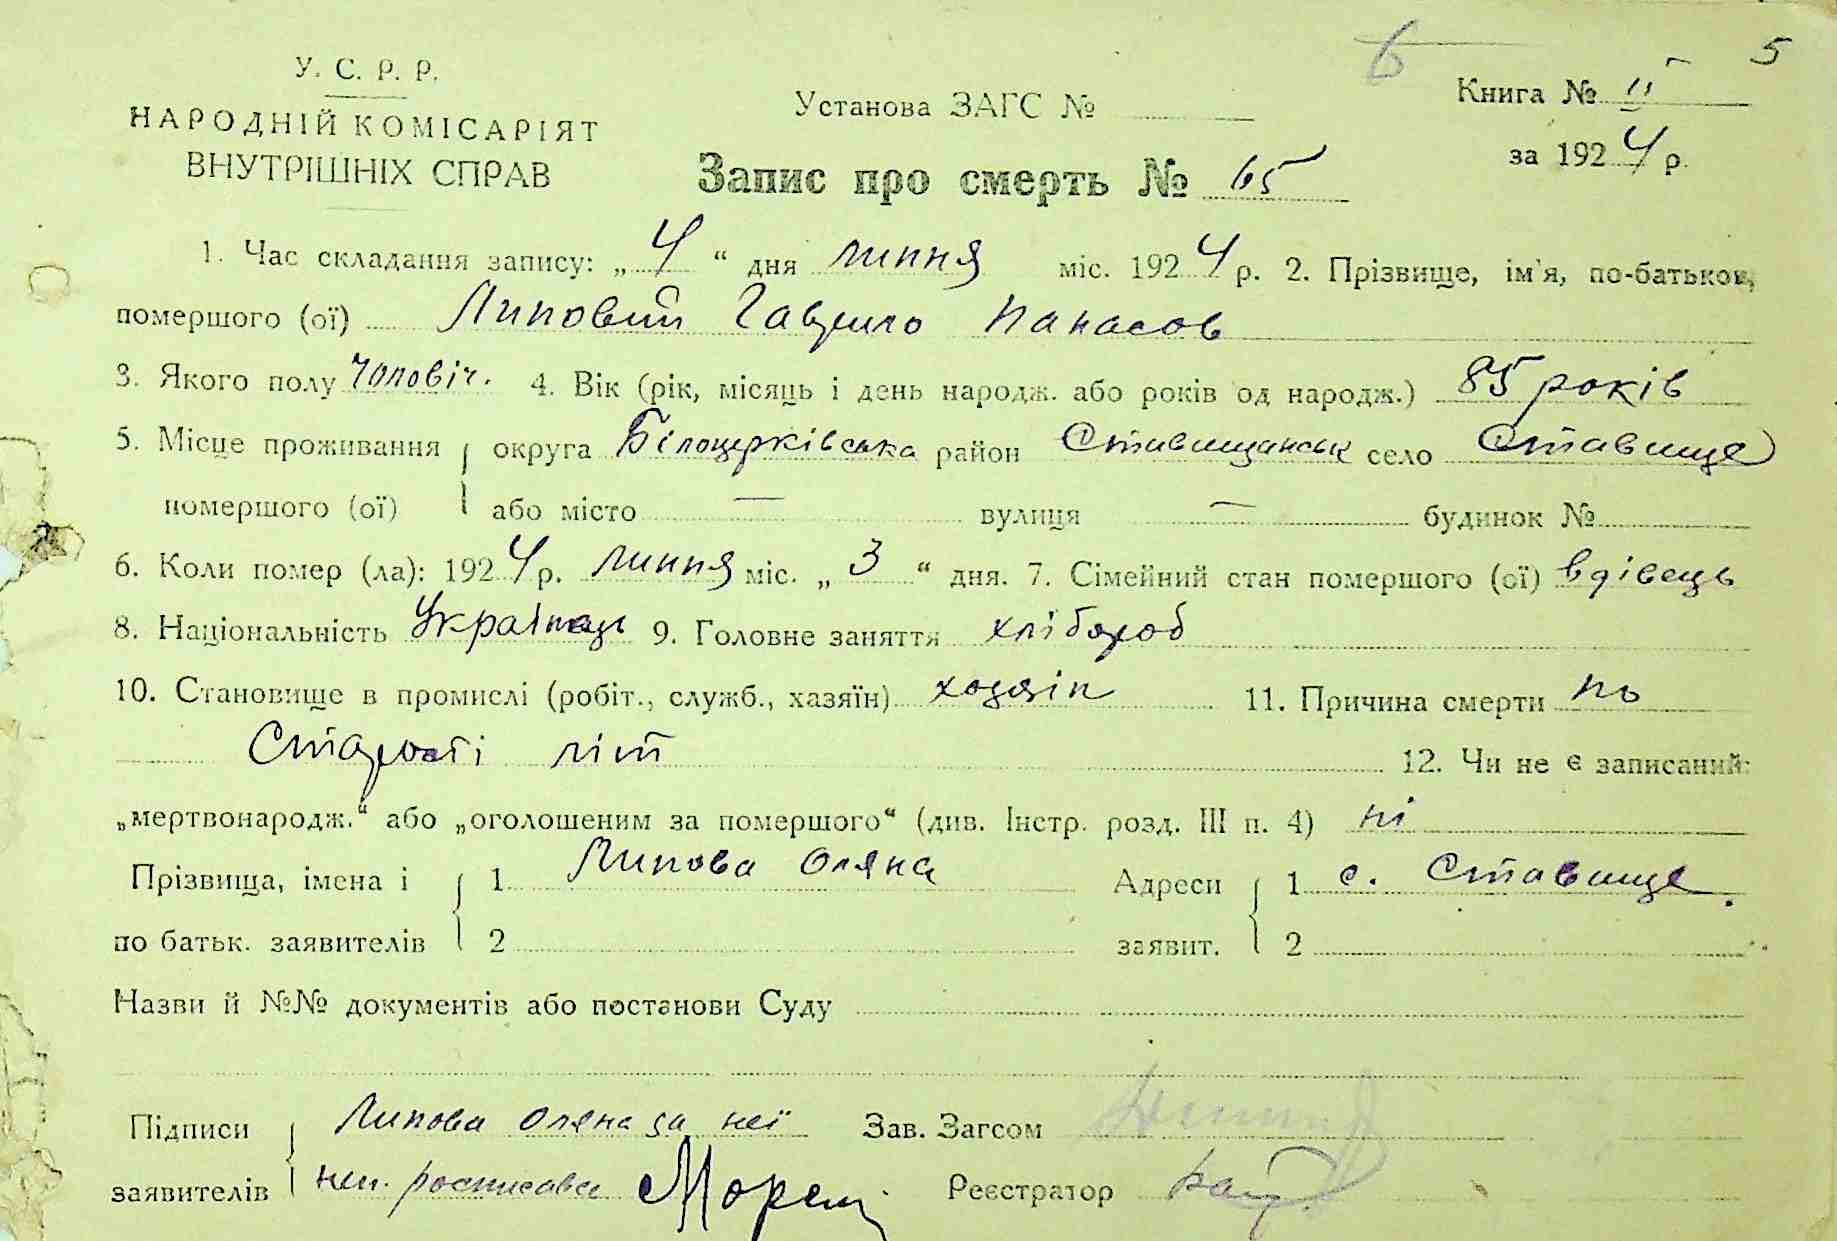 5
У. С. Р. Р.
НАРОДНІЙ КОМІСАРІЯТ
ВНУТРІШНІХ СПРАВ
Установа ЗАГС №
Книга № II
за 1924 р.
Запис про смерть № 65
1. Час складання запису: „4“ дня липня міс. 1924 р. 2. Прізвище, ім'я, по-батькові,
помершого (ої) Липовий Гаврило Панасов
3. Якого полу Чоловіч. 4. Вік (рік, місяць і день народж. або років од народж.) 85 років
5. Місце проживання округа Білоцерківська район Ставищанськ село Ставище
помершого (ої) або місто — вулиця — будинок №
6. Коли помер (ла): 1924 р. липня міс. „3“ дня. 7. Сімейний стан помершого (ої) вдівець
8. Національність Українець 9. Головне заняття хлібороб
10. Становище в промислі (робіт., служб., хазяїн) хозяін 11. Причина смерти по
Старості літ 12. Чи не є записаний:
„мертвонародж.“ або „оголошеним за помершого“ (див. Інстр. розд. III п. 4) ні
Прізвища, імена і 1 Липова Оляна Адреси 1 с. Ставище.
по батьк. заявителів 2 заявит. 2
Назви й №№ документів або постанови Суду
Підписи Липова Оляна за неї Зав. Загсом
заявителів неп. росписався Реєстратор